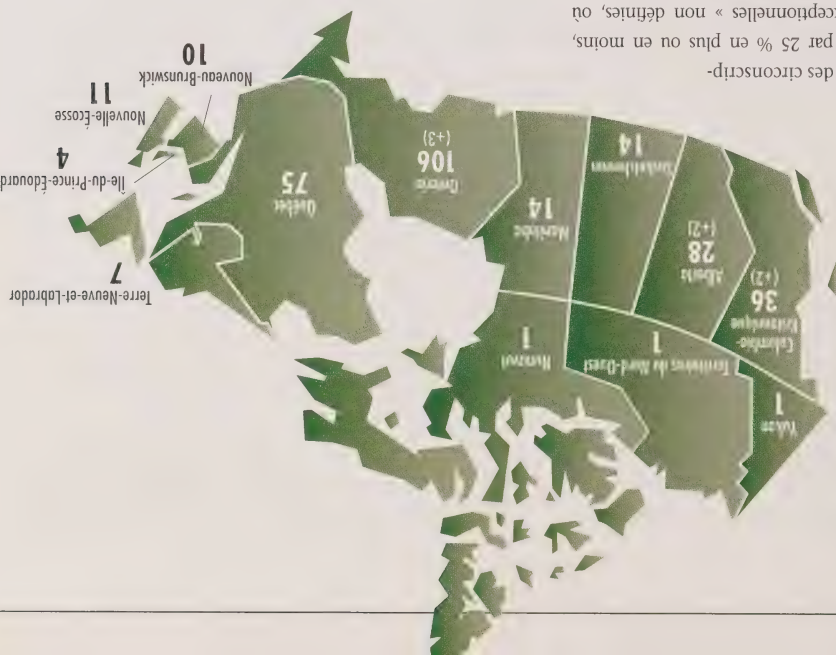 Yukon
1
Territoires du Nord-Ouest
1
Nunavut
1
Colombie-
Britannique
36
(+2)
Alberta
28
(+2)
Saskatchewan
14
Manitoba
14
Ontario
106
(+3)
Québec
75
Terre-Neuve-et-Labrador
7
Île-du-Prince-Édouard
4
Nouvelle-Écosse
11
Nouveau-Brunswick
10
des circonscrip-
par 25 % en plus ou en moins,
ceptionnelles » non définies, où